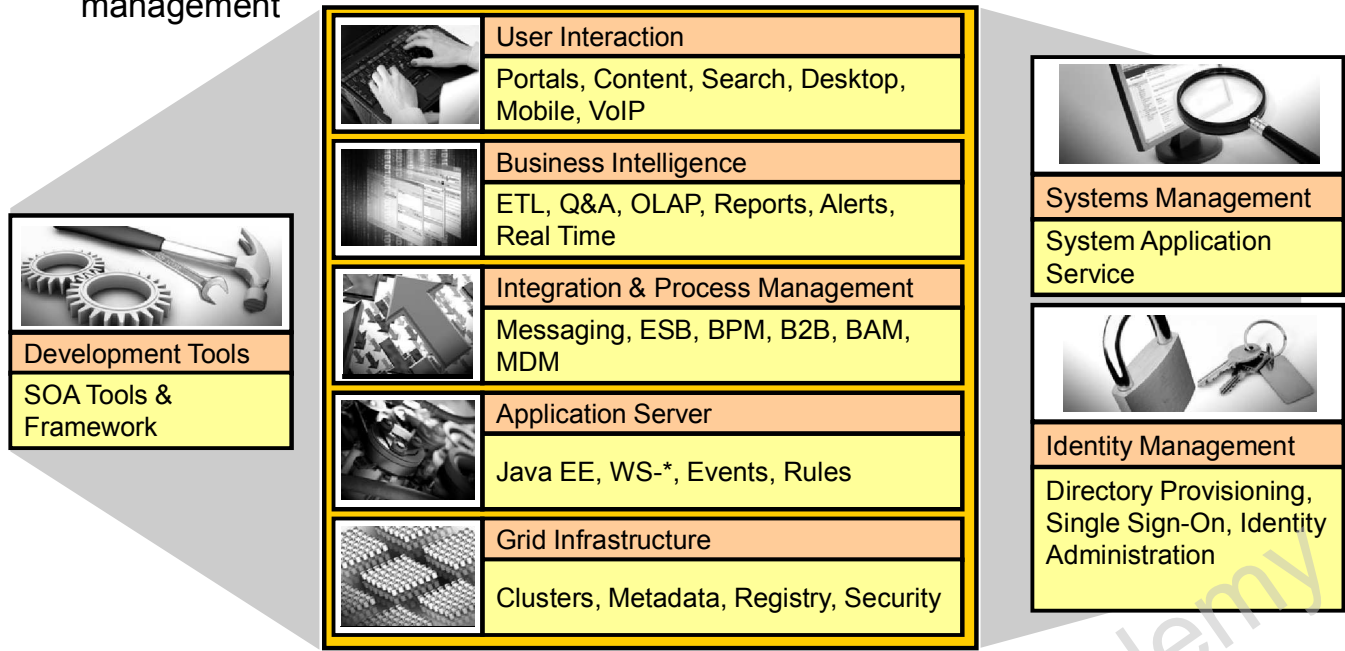 management
User Interaction
Portals, Content, Search, Desktop,
Mobile, VoIP
Business Intelligence
ETL, Q&A, OLAP, Reports, Alerts,
Real Time
Integration & Process Management
Messaging, ESB, BPM, B2B, BAM,
MDM
Application Server
Java EE, WS-*, Events, Rules
Grid Infrastructure
Clusters, Metadata, Registry, Security
Development Tools
SOA Tools &
Framework
Systems Management
System Application
Service
Identity Management
Directory Provisioning,
Single Sign-On, Identity
Administration